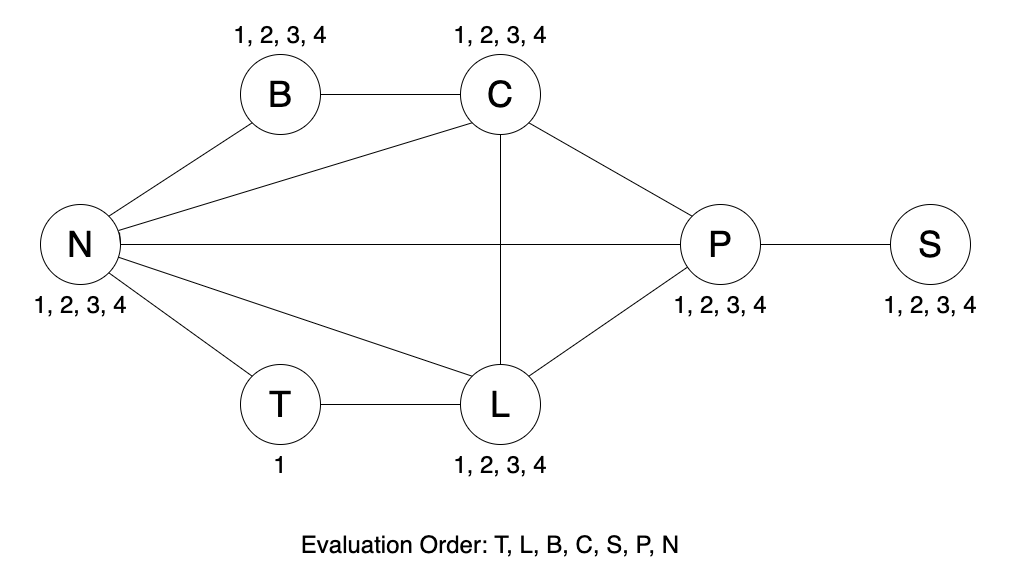 1, 2, 3, 4
1, 2, 3, 4
B
C
N
P
S
1, 2, 3, 4
1, 2, 3, 4
1, 2, 3, 4
T
L
1
1, 2, 3, 4
Evaluation Order: T, L, B, C, S, P, N